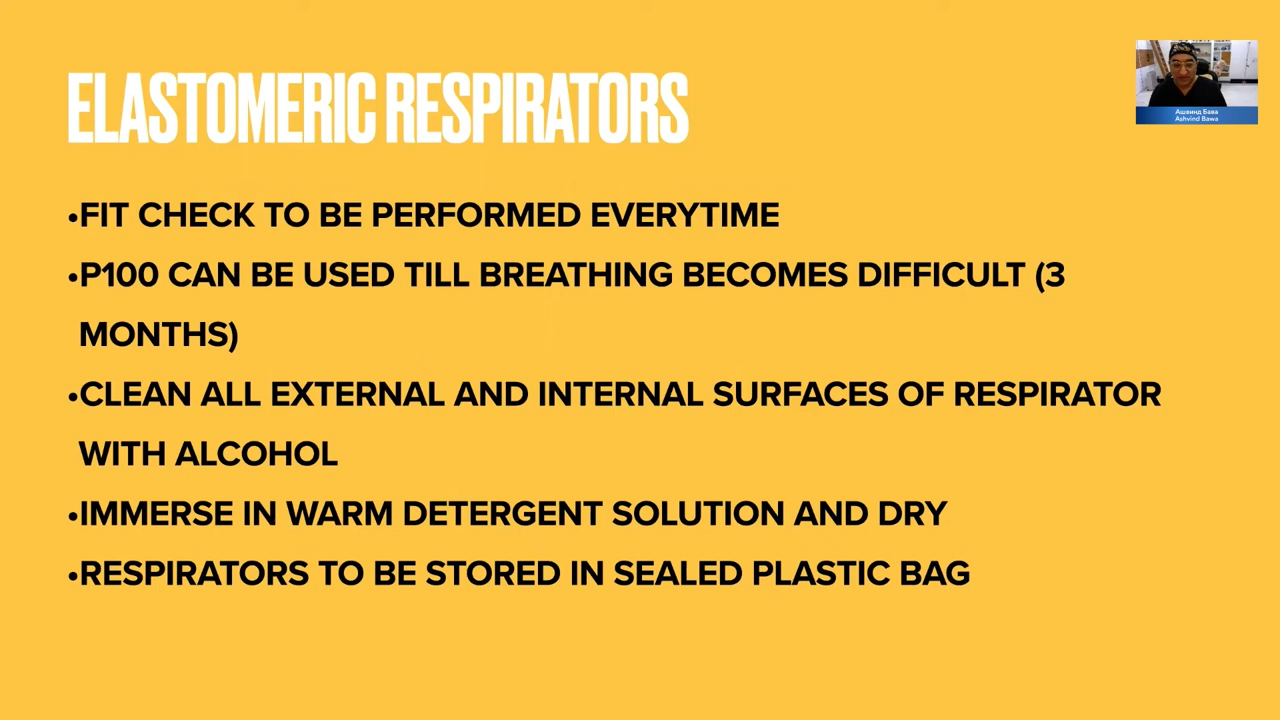 ELASTOMERIC RESPIRATORS
Ашвинд Бава
Ashvind Bawa
•FIT CHECK TO BE PERFORMED EVERYTIME
•P100 CAN BE USED TILL BREATHING BECOMES DIFFICULT (3
MONTHS)
•CLEAN ALL EXTERNAL AND INTERNAL SURFACES OF RESPIRATOR
WITH ALCOHOL
•IMMERSE IN WARM DETERGENT SOLUTION AND DRY
•RESPIRATORS TO BE STORED IN SEALED PLASTIC BAG